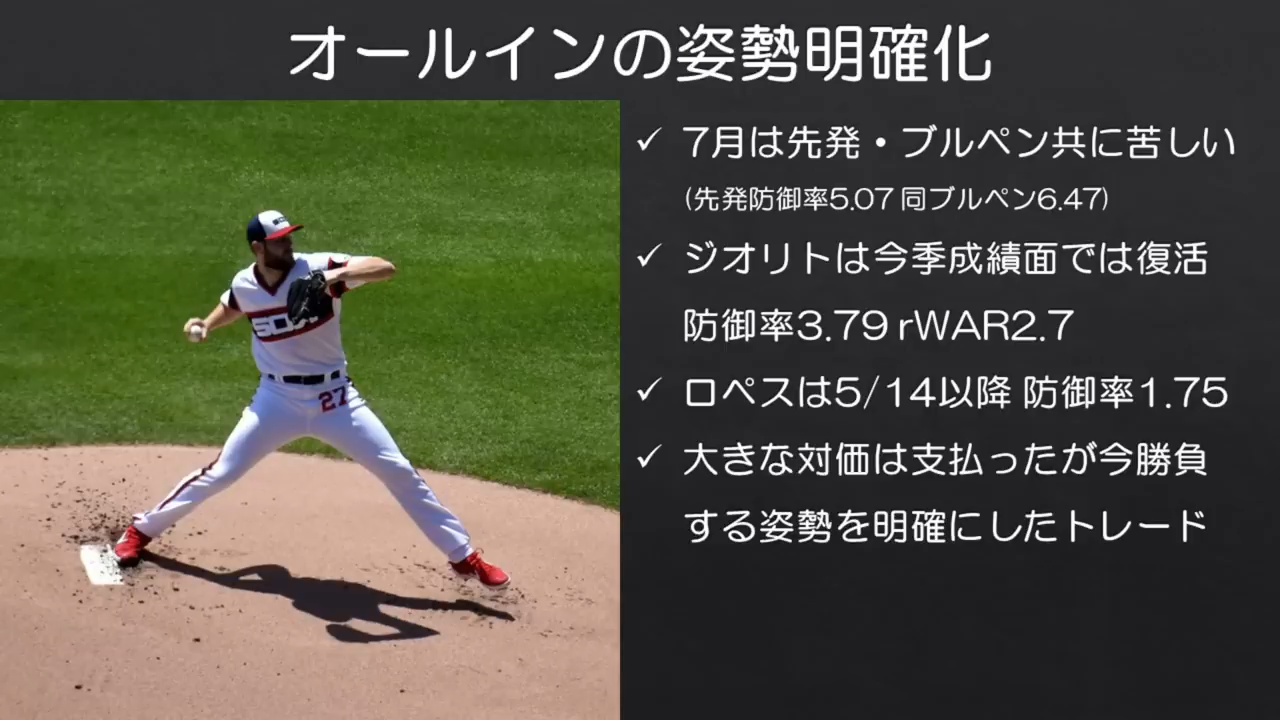 オールインの姿勢明確化
✓ 7月は先発・ブルペン共に苦しい
(先発防御率5.07 同ブルペン6.47)
✓ ジオリトは今季成績面では復活
防御率3.79 rWAR2.7
✓ ロペスは5/14以降 防御率1.75
✓ 大きな対価は支払ったが今勝負
する姿勢を明確にしたトレード
SOX
27